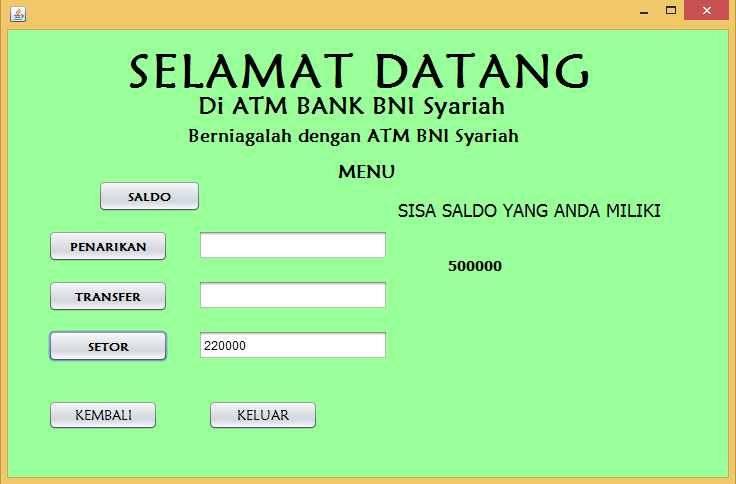 SELAMAT DATANG
Di ATM BANK BNI Syariah
Berniagalah dengan ATM BNI Syariah
MENU
SALDO
SISA SALDO YANG ANDA MILIKI
PENARIKAN
500000
TRANSFER
SETOR 220000
KEMBALI KELUAR